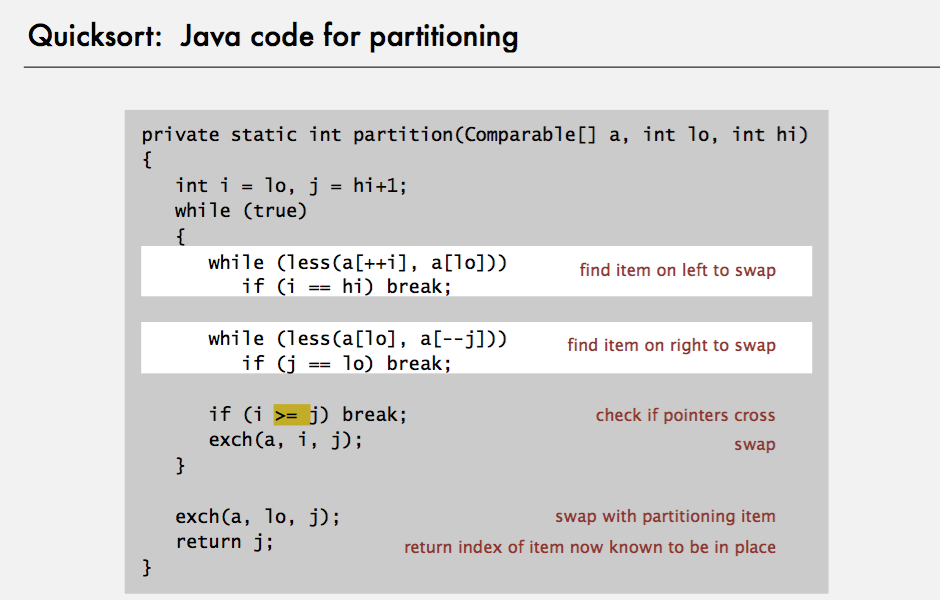 Quicksort: Java code for partitioning
private static int partition(Comparable[] a, int lo, int hi)
{
int i = lo, j = hi+1;
while (true)
{
while (less(a[++i], a[lo])) find item on left to swap
if (i == hi) break;
while (less(a[lo], a[--j])) find item on right to swap
if (j == lo) break;
if (i >= j) break; check if pointers cross
exch(a, i, j); swap
}
exch(a, lo, j); swap with partitioning item
return j; return index of item now known to be in place
}